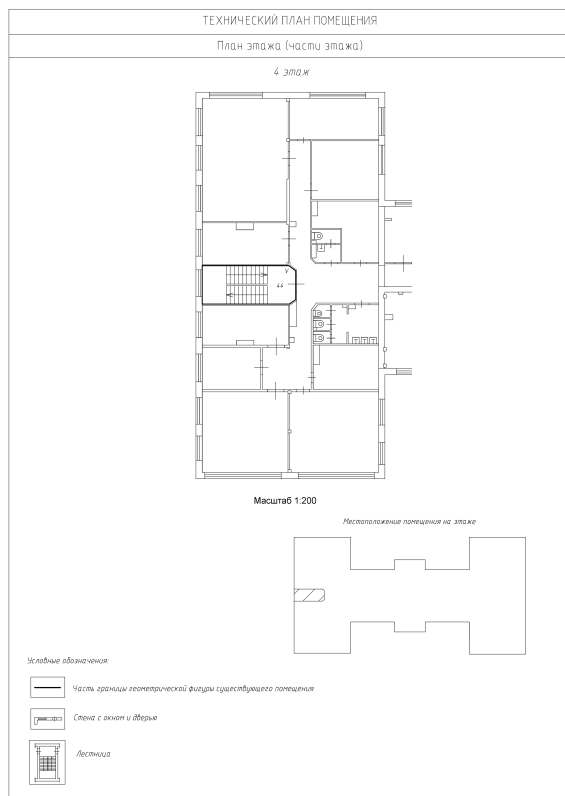 ТЕХНИЧЕСКИЙ ПЛАН ПОМЕЩЕНИЯ
План этажа (части этажа)
4 этаж
44
Масштаб 1:200
Местоположение помещения на этаже
Условные обозначения:
Часть границы геометрической фигуры существующего помещения
Стена с окном и дверью
Лестница